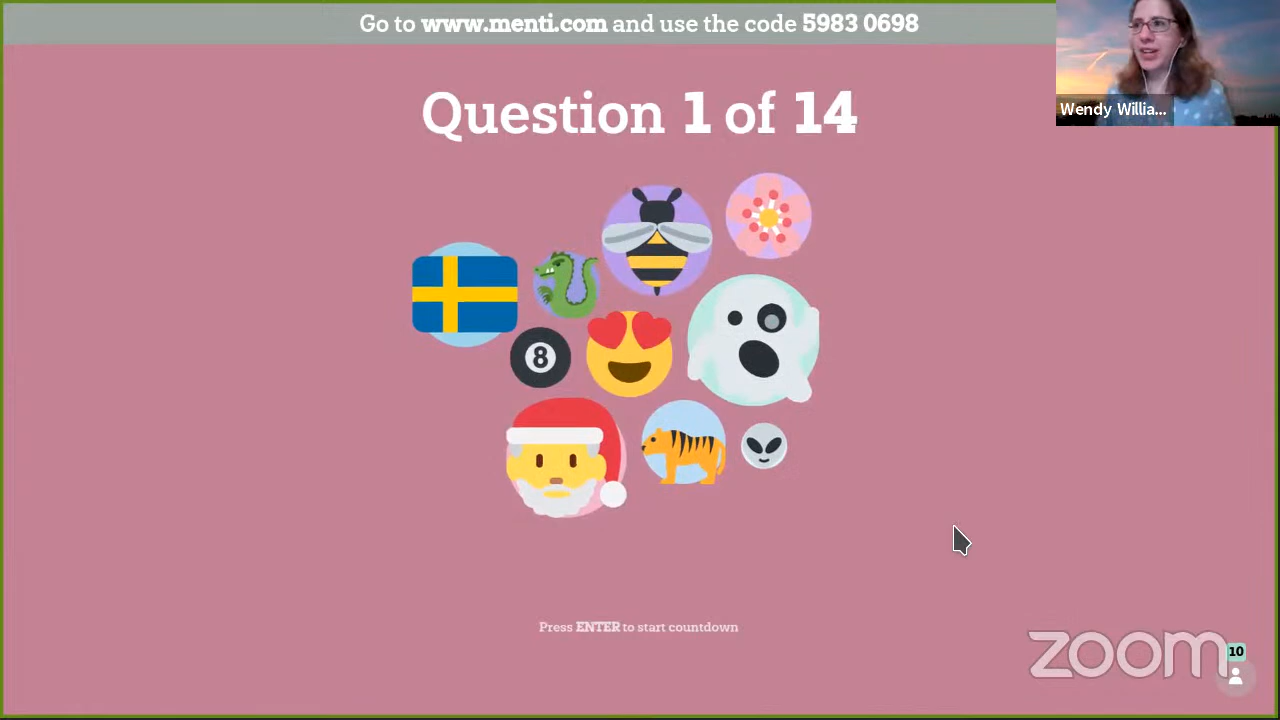 Go to www.menti.com and use the code 5983 0698
Wendy Willia...
Question 1 of 14
8
Press ENTER to start countdown
zoom
10